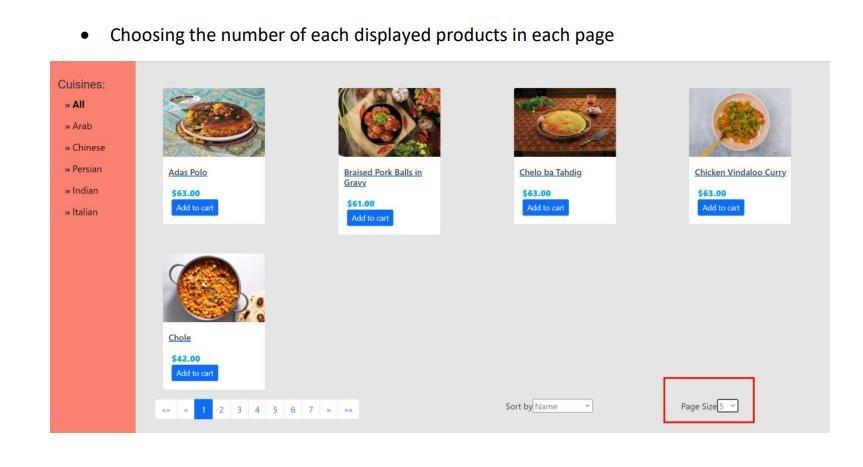 • Choosing the number of each displayed products in each page
Cuisines:
» All
» Arab
» Chinese
» Persian
» Indian
» Italian
Adas Polo
$63.00
Add to cart
Braised Pork Balls in
Gravy
$61.00
Add to cart
Chelo ba Tahdig
$63.00
Add to cart
Chicken Vindaloo Curry
$63.00
Add to cart
Chole
$42.00
Add to cart
«« « 1 2 3 4 5 6 7 » »»
Sort by Name
Page Size 5